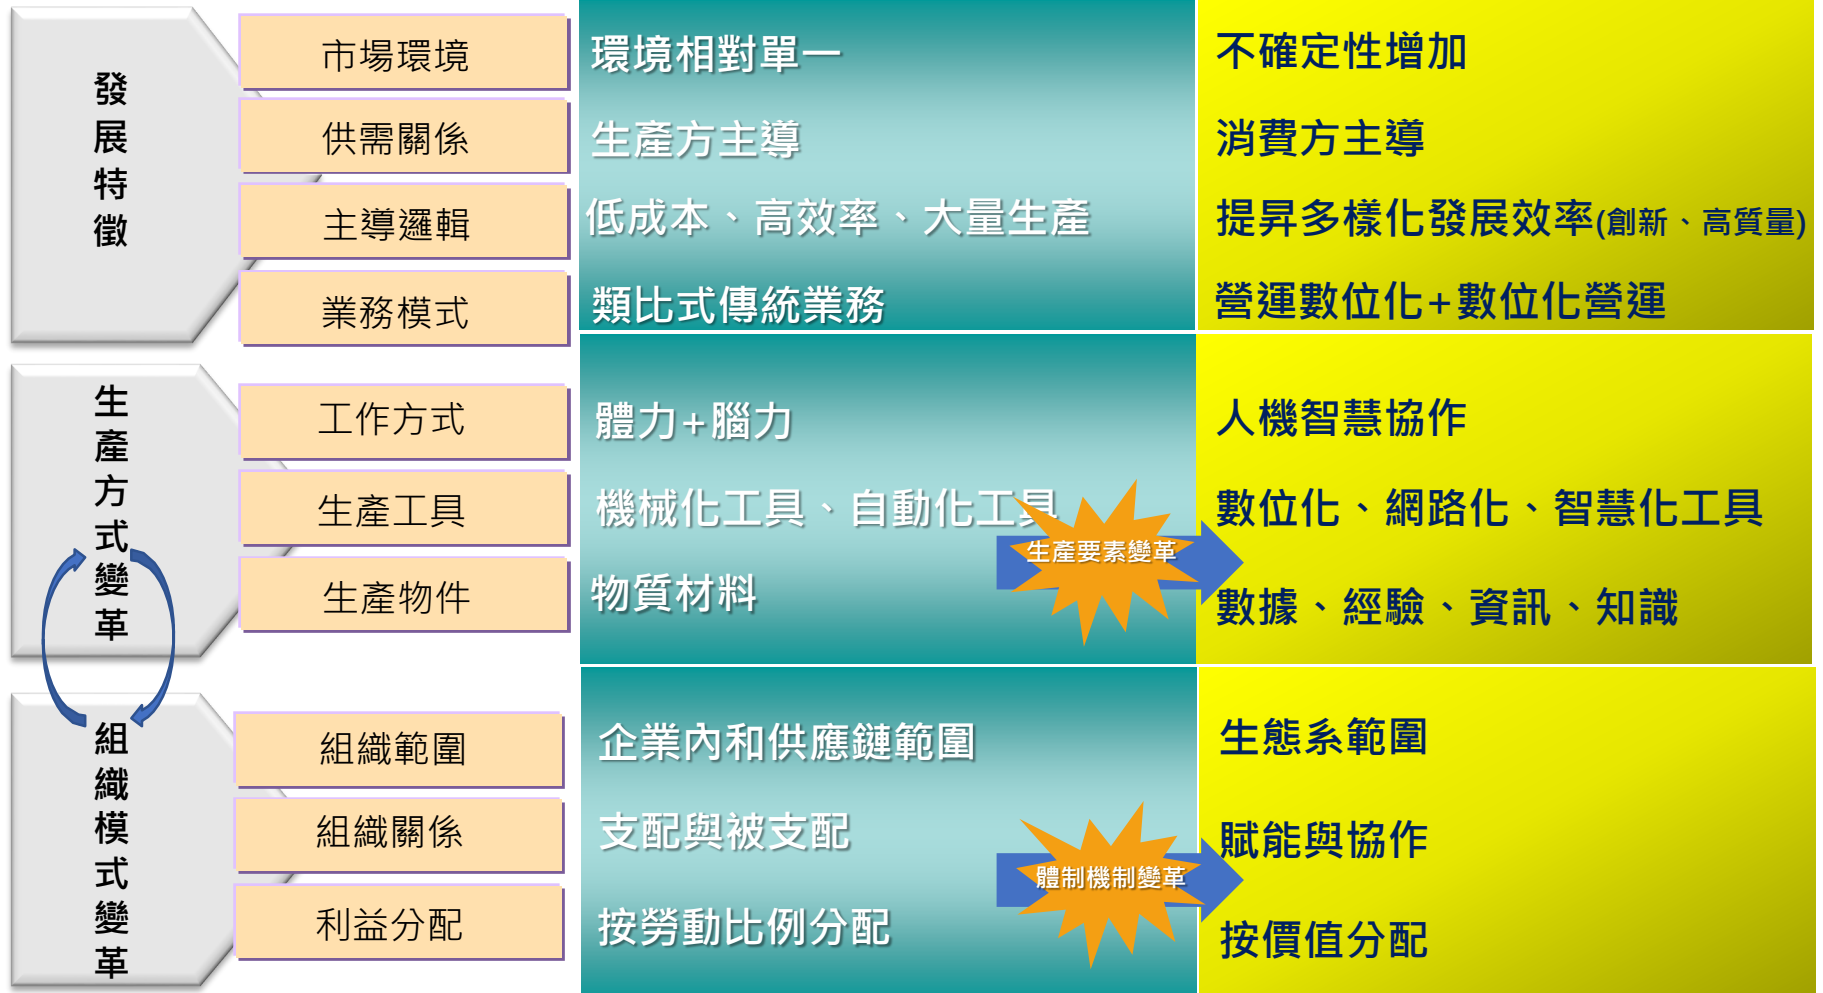 發展特徵
市場環境
環境相對單一
不確定性增加
供需關係
生產方主導
消費方主導
主導邏輯
低成本、高效率、大量生產
提昇多樣化發展效率(創新、高質量)
業務模式
類比式傳統業務
營運數位化+數位化營運
生產方式變革
工作方式
體力+腦力
人機智慧協作
生產工具
機械化工具、自動化工具
數位化、網路化、智慧化工具
生產要素變革
生產物件
物質材料
數據、經驗、資訊、知識
組織模式變革
組織範圍
企業內和供應鏈範圍
生態系範圍
組織關係
支配與被支配
賦能與協作
體制機制變革
利益分配
按勞動比例分配
按價值分配